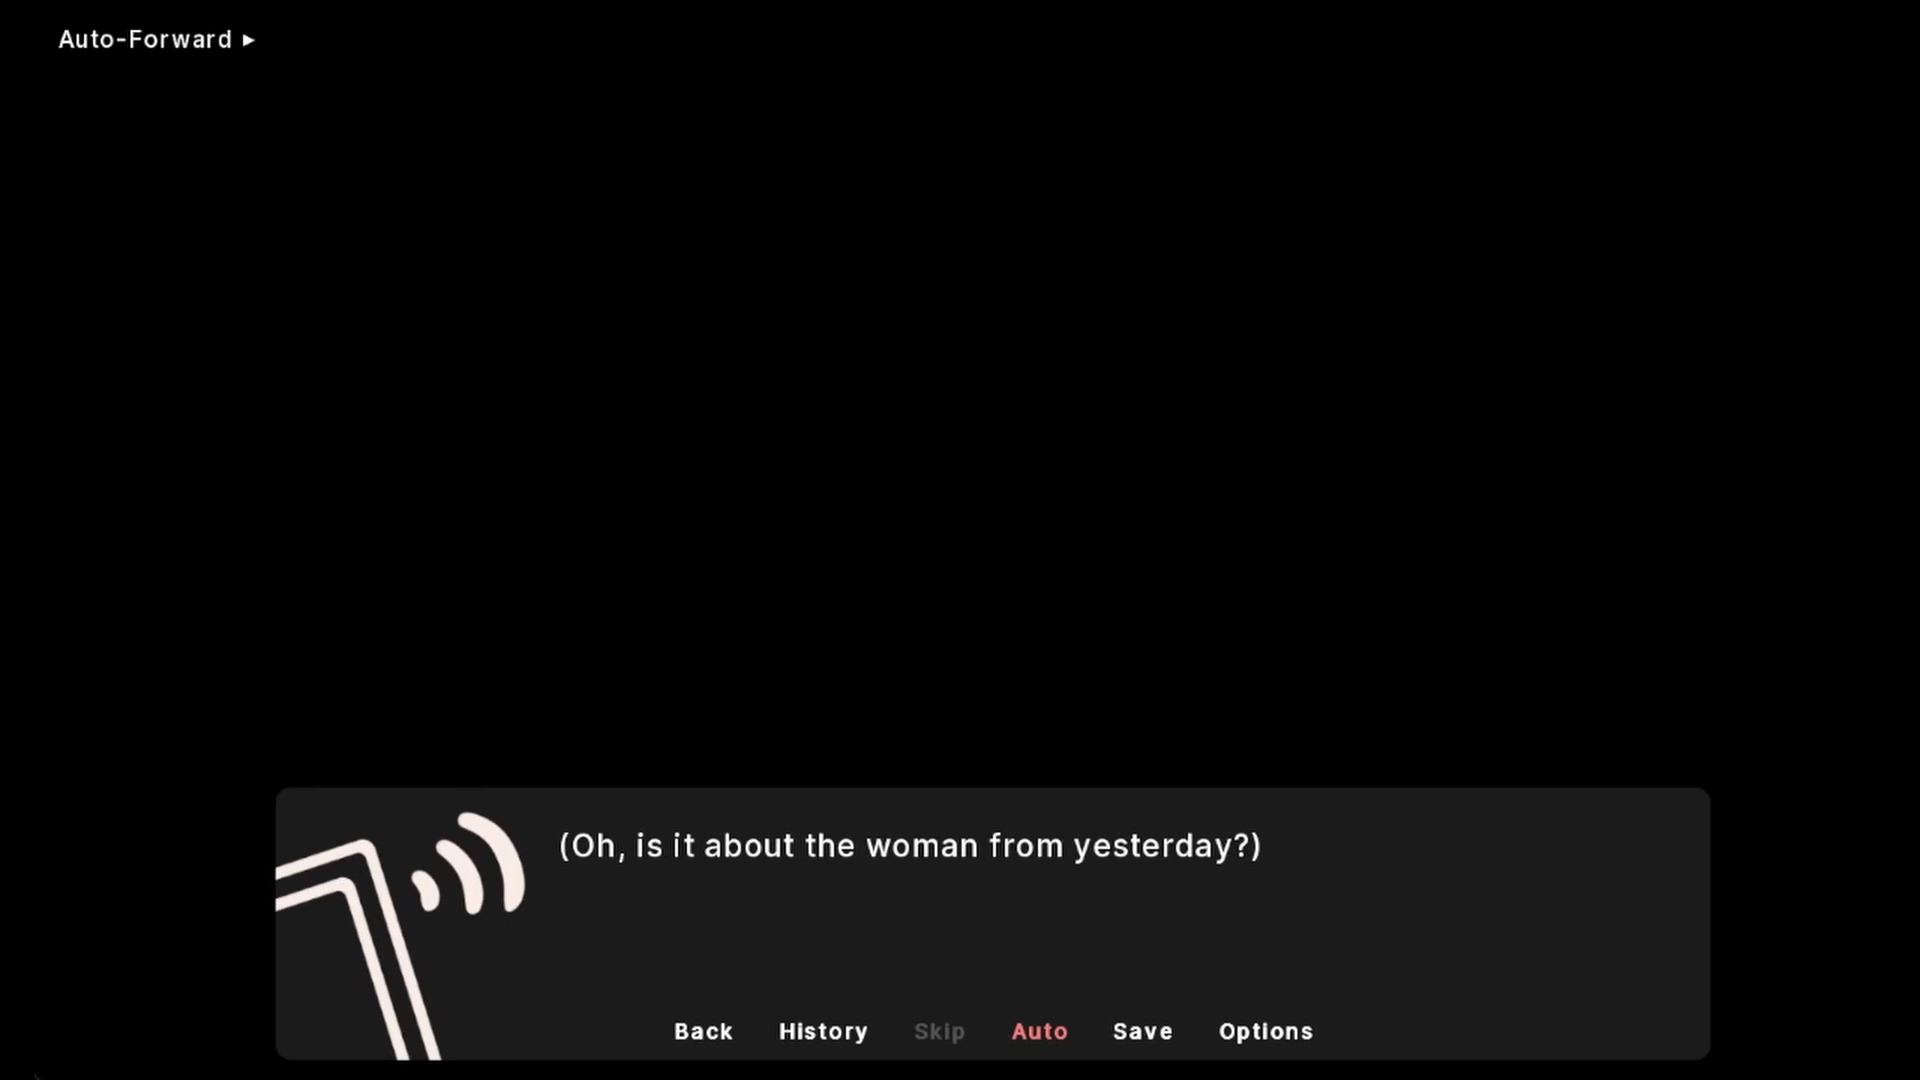 Auto-Forward ▸
(Oh, is it about the woman from yesterday?)
Back History Skip Auto Save Options